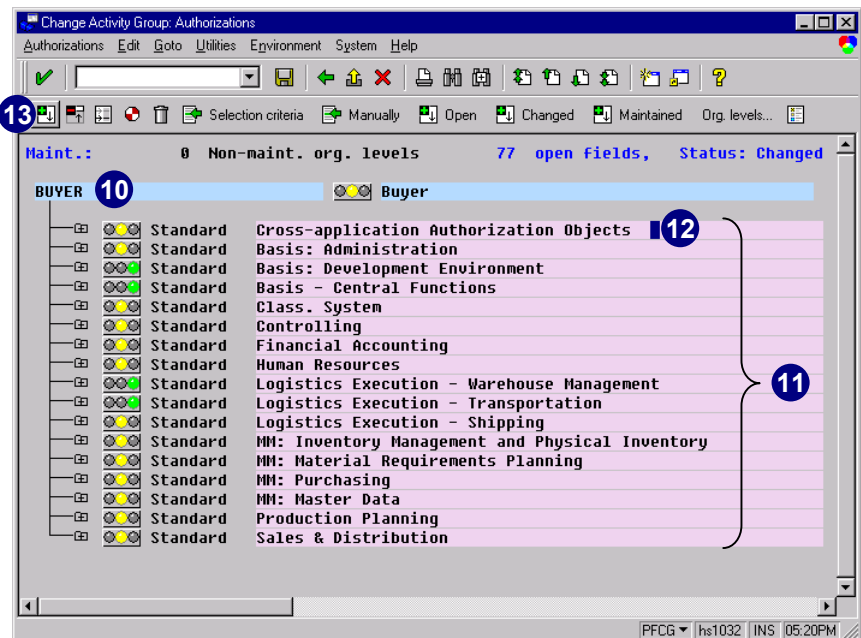 Change Activity Group: Authorizations
Authorizations Edit Goto Utilities Environment System Help
13 Selection criteria Manually Open Changed Maintained Org. levels...
Maint.: 0 Non-maint. org. levels 77 open fields, Status: Changed
BUYER 10 Buyer
Standard Cross-application Authorization Objects 12
Standard Basis: Administration
Standard Basis: Development Environment
Standard Basis - Central Functions
Standard Class. System
Standard Controlling
Standard Financial Accounting
Standard Human Resources
Standard Logistics Execution - Warehouse Management 11
Standard Logistics Execution - Transportation
Standard Logistics Execution - Shipping
Standard MM: Inventory Management and Physical Inventory
Standard MM: Material Requirements Planning
Standard MM: Purchasing
Standard MM: Master Data
Standard Production Planning
Standard Sales & Distribution
PFCG hs1032 INS 05:20PM